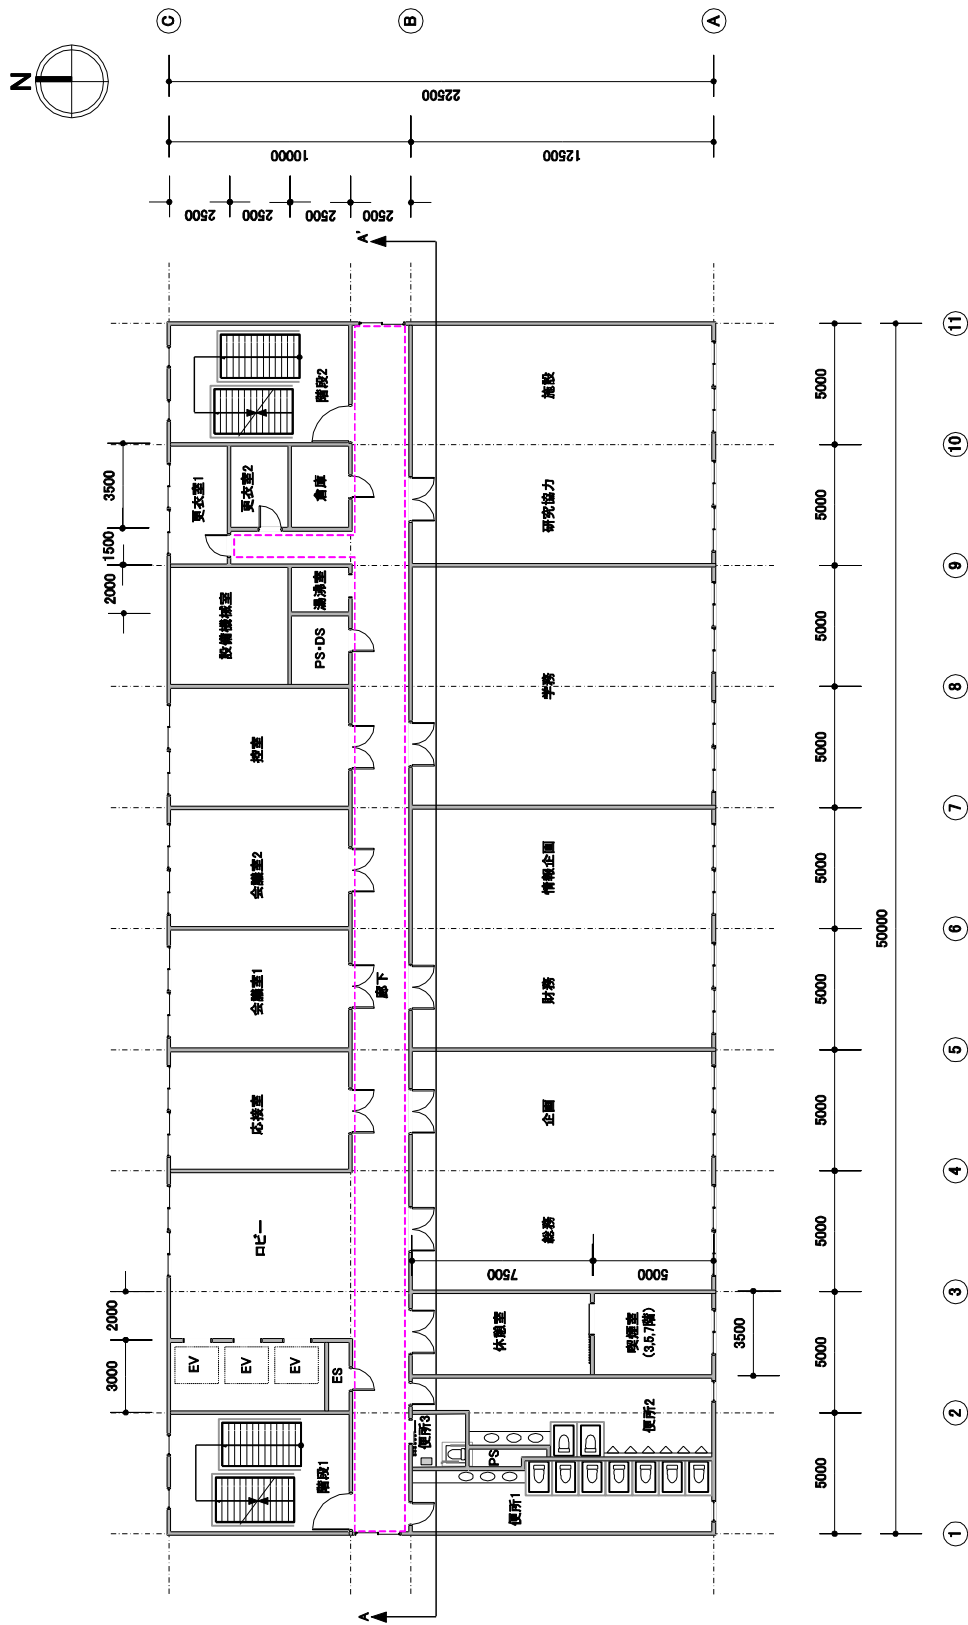 N
C
B
A
22500
10000
12500
2500
2500
2500
2500
A'
階段2
施設
11
3500
更衣室1
更衣室2
倉庫
研究協力
5000
10
1500
2000
設備機械室
湯沸室
PS・DS
5000
9
学務
5000
8
控室
5000
7
会議室2
情報企画
5000
6
50000
会議室1
廊下
財務
5000
5
応接室
企画
5000
4
ロビー
総務
7500
5000
5000
3
2000
3000
EV
EV
EV
ES
休憩室
喫煙室
(3,5,7階)
3500
5000
2
階段1
便所3
PS
便所2
便所1
5000
1
A